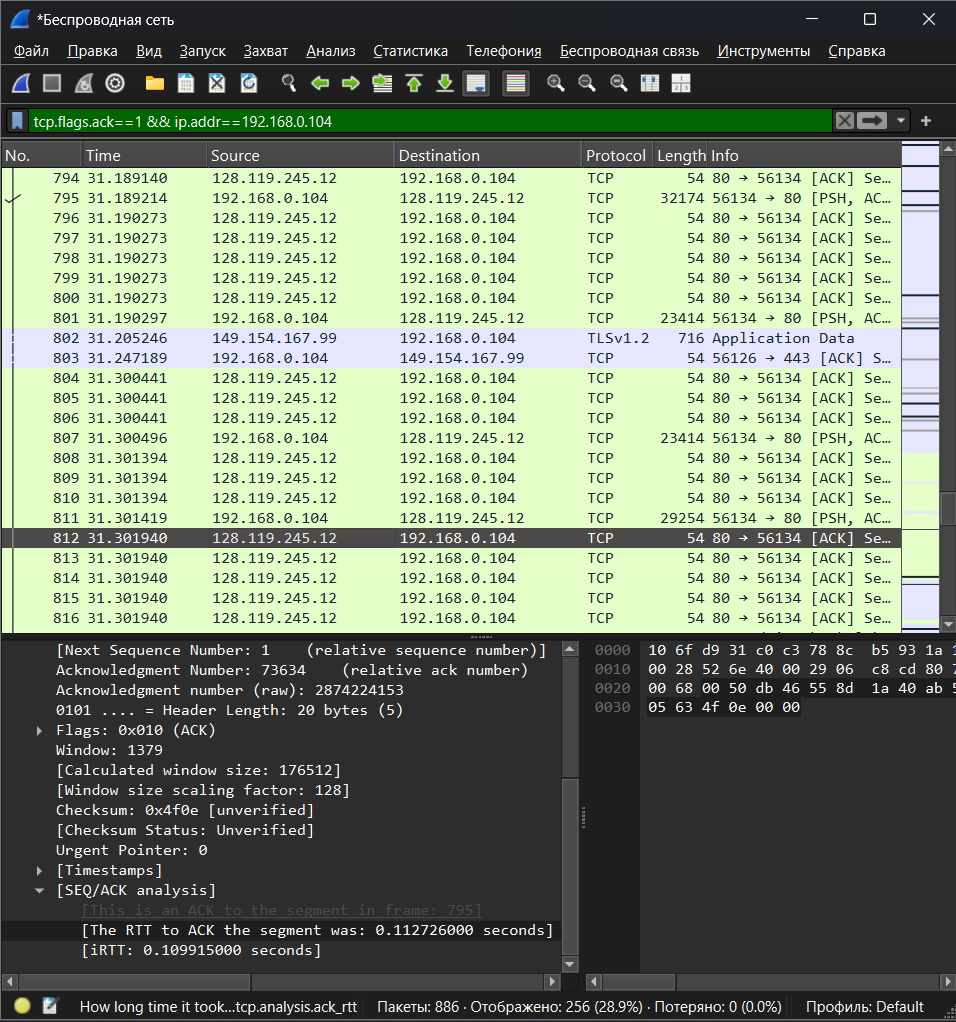 *Беспроводная сеть
Файл Правка Вид Запуск Захват Анализ Статистика Телефония Беспроводная связь Инструменты Справка
tcp.flags.ack==1 && ip.addr==192.168.0.104
No. Time Source Destination Protocol Length Info
794 31.189140 128.119.245.12 192.168.0.104 TCP 54 80 → 56134 [ACK] Se…
795 31.189214 192.168.0.104 128.119.245.12 TCP 32174 56134 → 80 [PSH, AC…
796 31.190273 128.119.245.12 192.168.0.104 TCP 54 80 → 56134 [ACK] Se…
797 31.190273 128.119.245.12 192.168.0.104 TCP 54 80 → 56134 [ACK] Se…
798 31.190273 128.119.245.12 192.168.0.104 TCP 54 80 → 56134 [ACK] Se…
799 31.190273 128.119.245.12 192.168.0.104 TCP 54 80 → 56134 [ACK] Se…
800 31.190273 128.119.245.12 192.168.0.104 TCP 54 80 → 56134 [ACK] Se…
801 31.190297 192.168.0.104 128.119.245.12 TCP 23414 56134 → 80 [PSH, AC…
802 31.205246 149.154.167.99 192.168.0.104 TLSv1.2 716 Application Data
803 31.247189 192.168.0.104 149.154.167.99 TCP 54 56126 → 443 [ACK] S…
804 31.300441 128.119.245.12 192.168.0.104 TCP 54 80 → 56134 [ACK] Se…
805 31.300441 128.119.245.12 192.168.0.104 TCP 54 80 → 56134 [ACK] Se…
806 31.300441 128.119.245.12 192.168.0.104 TCP 54 80 → 56134 [ACK] Se…
807 31.300496 192.168.0.104 128.119.245.12 TCP 23414 56134 → 80 [PSH, AC…
808 31.301394 128.119.245.12 192.168.0.104 TCP 54 80 → 56134 [ACK] Se…
809 31.301394 128.119.245.12 192.168.0.104 TCP 54 80 → 56134 [ACK] Se…
810 31.301394 128.119.245.12 192.168.0.104 TCP 54 80 → 56134 [ACK] Se…
811 31.301419 192.168.0.104 128.119.245.12 TCP 29254 56134 → 80 [PSH, AC…
812 31.301940 128.119.245.12 192.168.0.104 TCP 54 80 → 56134 [ACK] Se…
813 31.301940 128.119.245.12 192.168.0.104 TCP 54 80 → 56134 [ACK] Se…
814 31.301940 128.119.245.12 192.168.0.104 TCP 54 80 → 56134 [ACK] Se…
815 31.301940 128.119.245.12 192.168.0.104 TCP 54 80 → 56134 [ACK] Se…
816 31.301940 128.119.245.12 192.168.0.104 TCP 54 80 → 56134 [ACK] Se…
[Next Sequence Number: 1 (relative sequence number)]
Acknowledgment Number: 73634 (relative ack number)
Acknowledgment number (raw): 2874224153
0101 .... = Header Length: 20 bytes (5)
Flags: 0x010 (ACK)
Window: 1379
[Calculated window size: 176512]
[Window size scaling factor: 128]
Checksum: 0x4f0e [unverified]
[Checksum Status: Unverified]
Urgent Pointer: 0
[Timestamps]
[SEQ/ACK analysis]
[This is an ACK to the segment in frame: 795]
[The RTT to ACK the segment was: 0.112726000 seconds]
[iRTT: 0.109915000 seconds]
0000 10 6f d9 31 c0 c3 78 8c b5 93 1a 1
0010 00 28 52 6e 40 00 29 06 c8 cd 80 7
0020 00 68 00 50 db 46 55 8d 1a 40 ab 5
0030 05 63 4f 0e 00 00
How long time it took…tcp.analysis.ack_rtt Пакеты: 886 · Отображено: 256 (28.9%) · Потеряно: 0 (0.0%) Профиль: Default